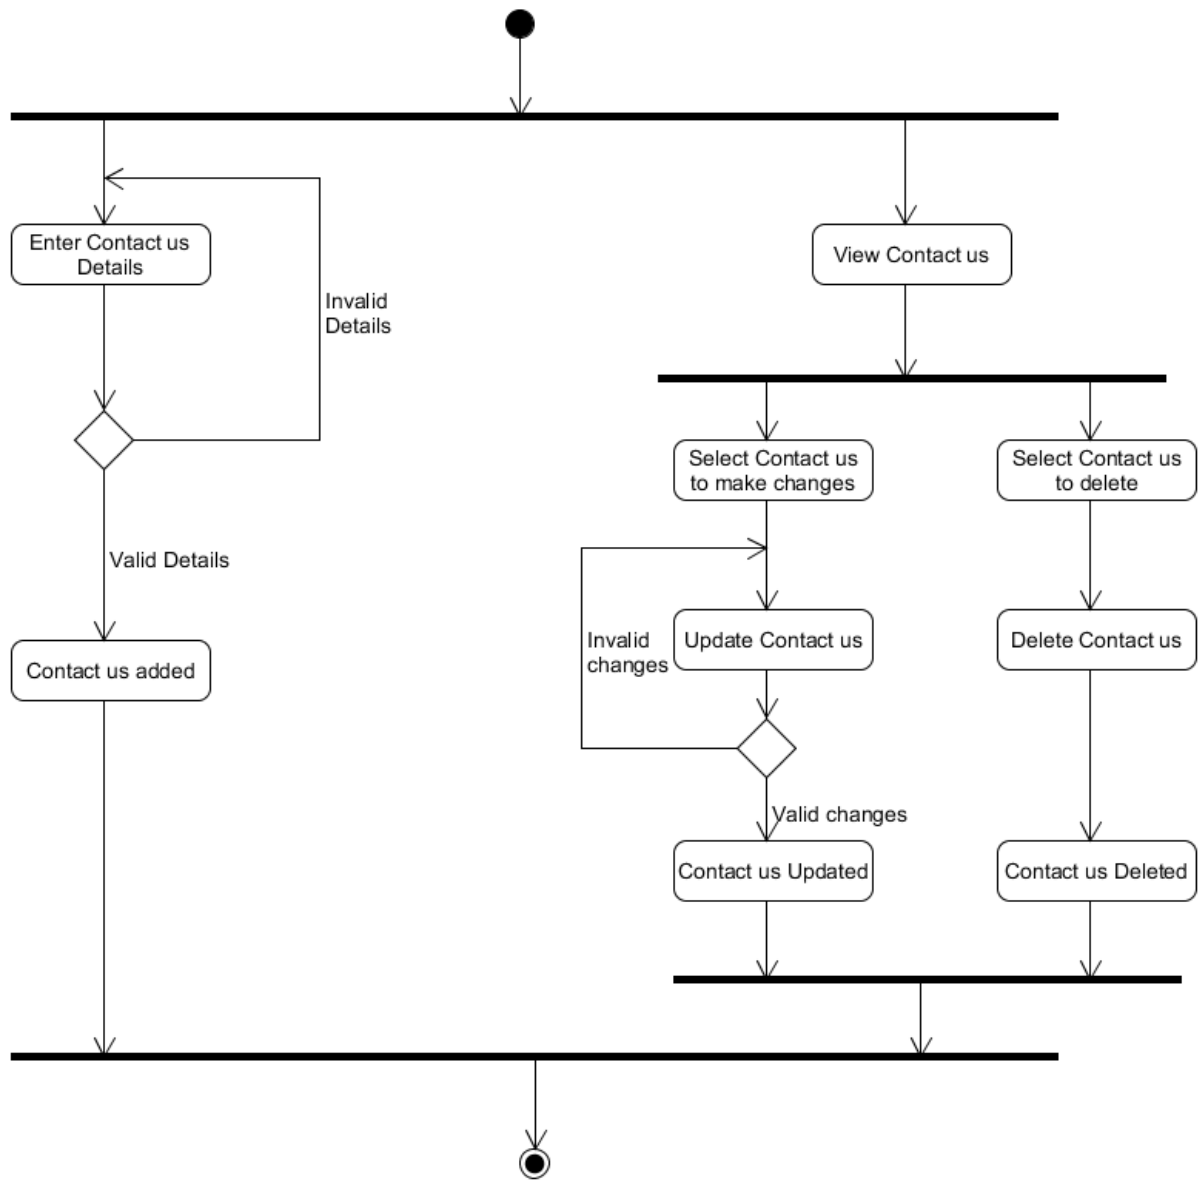 Enter Contact us
Details
View Contact us
Invalid
Details
Select Contact us
to make changes
Select Contact us
to delete
Valid Details
Invalid
changes
Update Contact us
Delete Contact us
Contact us added
Valid changes
Contact us Updated
Contact us Deleted